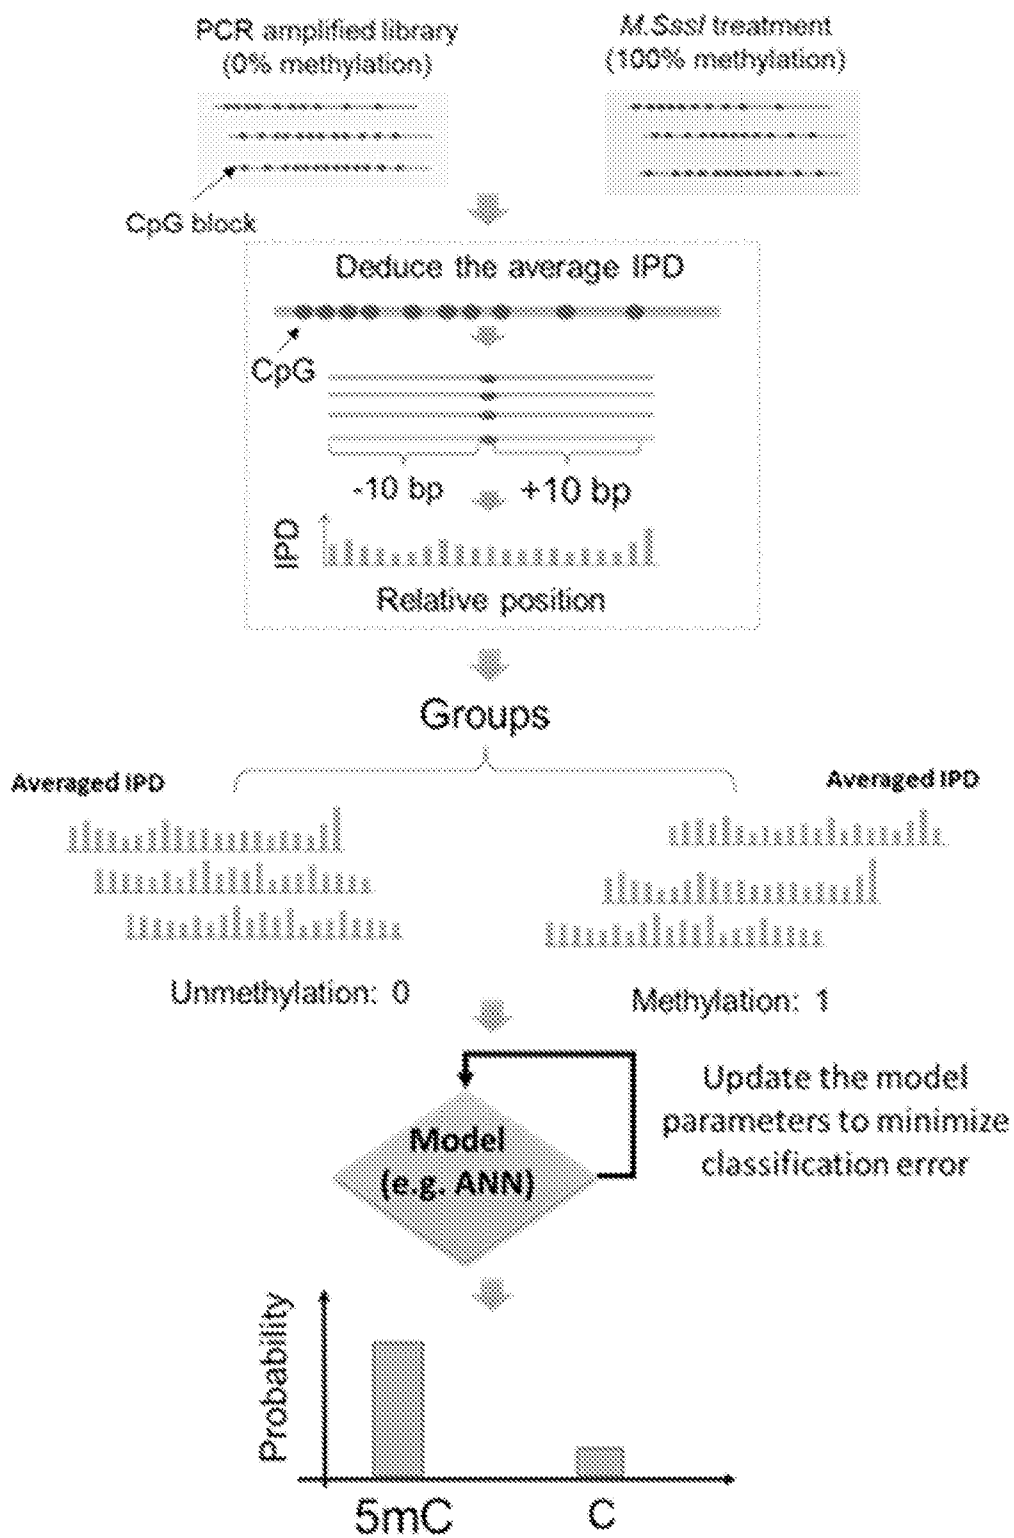 PCR amplified library
(0% methylation)
M.SssI treatment
(100% methylation)
CpG block
Deduce the average IPD
CpG
-10 bp
+10 bp
IPD
Relative position
Groups
Averaged IPD
Averaged IPD
Unmethylation: 0
Methylation: 1
Model
(e.g. ANN)
Update the model
parameters to minimize
classification error
Probability
5mC
C